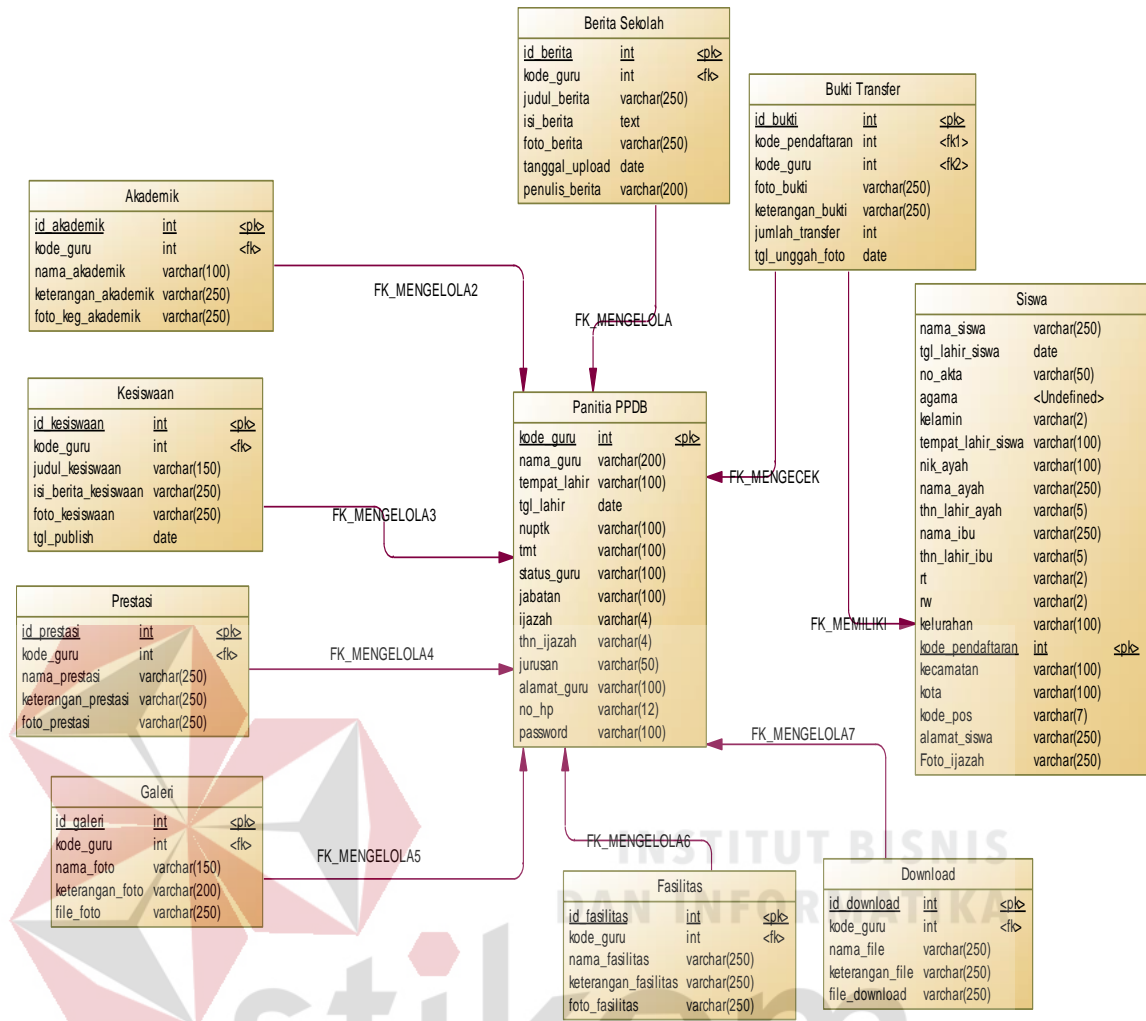 Berita Sekolah
id_berita int <pk>
kode_guru int <fk>
judul_berita varchar(250)
isi_berita text
foto_berita varchar(250)
tanggal_upload date
penulis_berita varchar(200)
Bukti Transfer
id_bukti int <pk>
kode_pendaftaran int <fk1>
kode_guru int <fk2>
foto_bukti varchar(250)
keterangan_bukti varchar(250)
jumlah_transfer int
tgl_unggah_foto date
Akademik
id_akademik int <pk>
kode_guru int <fk>
nama_akademik varchar(100)
keterangan_akademik varchar(250)
foto_keg_akademik varchar(250)
FK_MENGELOLA2
FK_MENGELOLA
Siswa
nama_siswa varchar(250)
tgl_lahir_siswa date
no_akta varchar(50)
agama <Undefined>
kelamin varchar(2)
tempat_lahir_siswa varchar(100)
nik_ayah varchar(100)
nama_ayah varchar(250)
thn_lahir_ayah varchar(5)
nama_ibu varchar(250)
thn_lahir_ibu varchar(5)
rt varchar(2)
rw varchar(2)
kelurahan varchar(100)
kode_pendaftaran int <pk>
kecamatan varchar(100)
kota varchar(100)
kode_pos varchar(7)
alamat_siswa varchar(250)
Foto_ijazah varchar(250)
Kesiswaan
id_kesiswaan int <pk>
kode_guru int <fk>
judul_kesiswaan varchar(150)
isi_berita_kesiswaan varchar(250)
foto_kesiswaan varchar(250)
tgl_publish date
FK_MENGELOLA3
Panitia PPDB
kode_guru int <pk>
nama_guru varchar(200)
tempat_lahir varchar(100)
tgl_lahir date
nuptk varchar(100)
tmt varchar(100)
status_guru varchar(100)
jabatan varchar(100)
ijazah varchar(4)
thn_ijazah varchar(4)
jurusan varchar(50)
alamat_guru varchar(100)
no_hp varchar(12)
password varchar(100)
FK_MENGECEK
FK_MEMILIKI
Prestasi
id_prestasi int <pk>
kode_guru int <fk>
nama_prestasi varchar(250)
keterangan_prestasi varchar(250)
foto_prestasi varchar(250)
FK_MENGELOLA4
FK_MENGELOLA7
Galeri
id_galeri int <pk>
kode_guru int <fk>
nama_foto varchar(150)
keterangan_foto varchar(200)
file_foto varchar(250)
FK_MENGELOLA5
FK_MENGELOLA6
INSTITUT BISNIS
DAN INFORMATIKA
Fasilitas
id_fasilitas int <pk>
kode_guru int <fk>
nama_fasilitas varchar(250)
keterangan_fasilitas varchar(250)
foto_fasilitas varchar(250)
Download
id_download int <pk>
kode_guru int <fk>
nama_file varchar(250)
keterangan_file varchar(250)
file_download varchar(250)
stikom